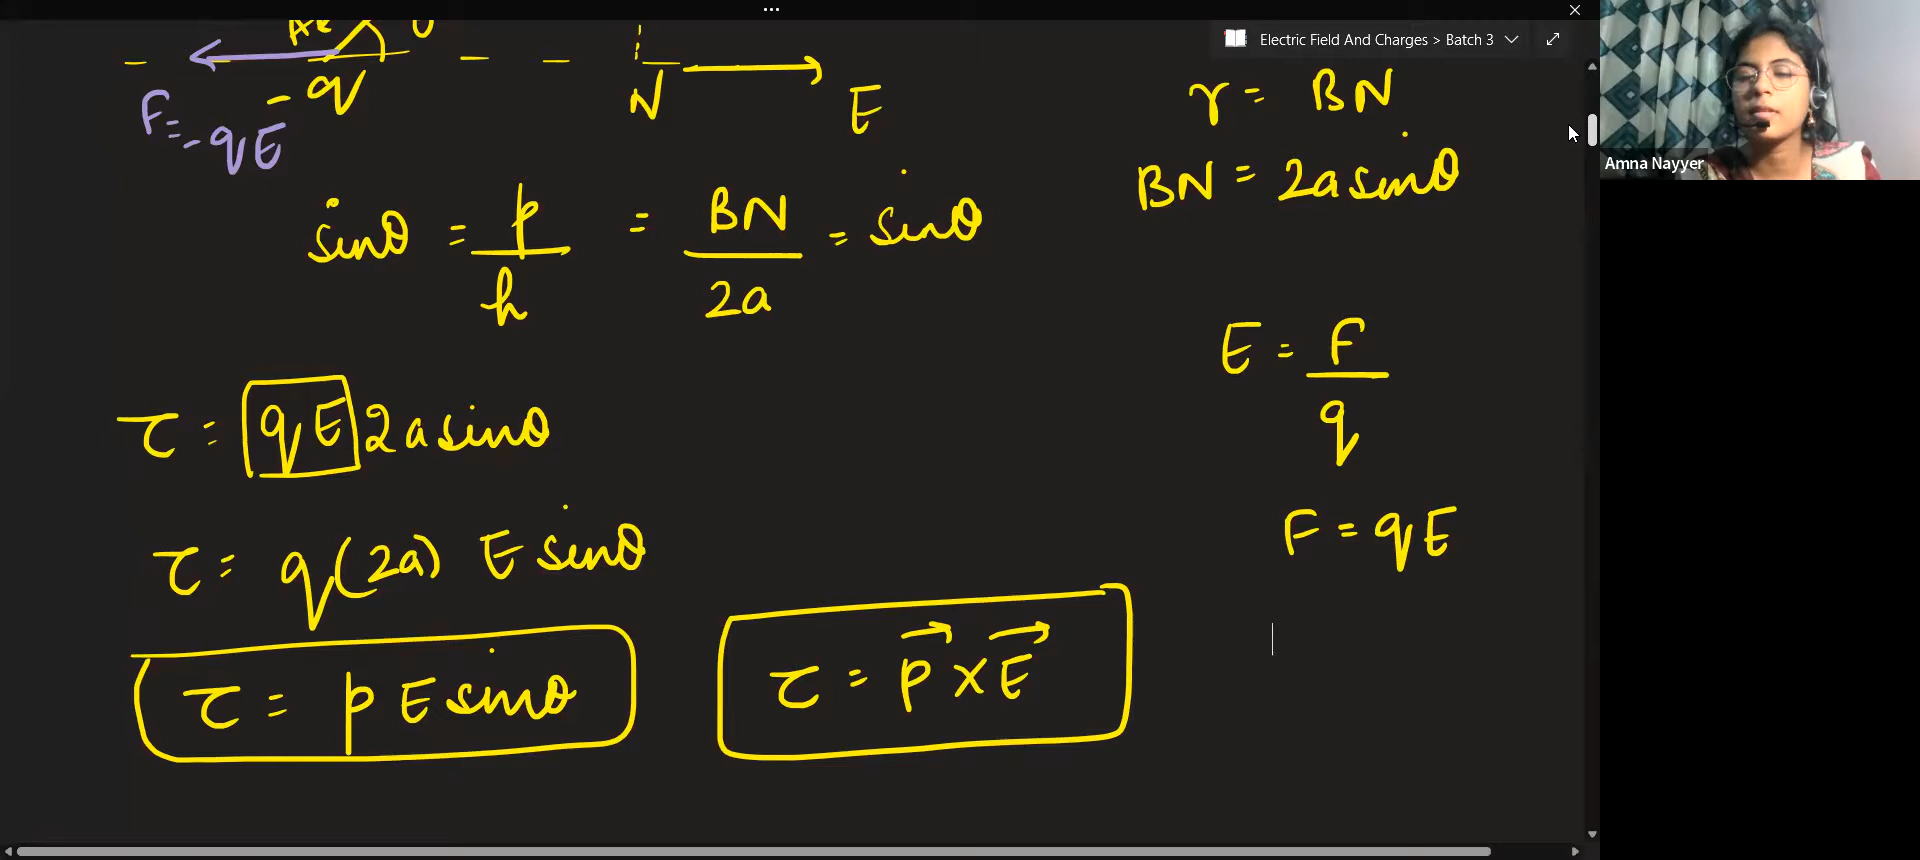 Electric Field And Charges > Batch 3
Amna Nayyer
-q
N
E
F = -qE
r = BN
BN = 2a sinθ
sinθ = p/h = BN/2a = sinθ
E = F/q
τ = qE 2a sinθ
F = qE
τ = q(2a) E sinθ
τ = p E sinθ
τ = p⃗ × E⃗